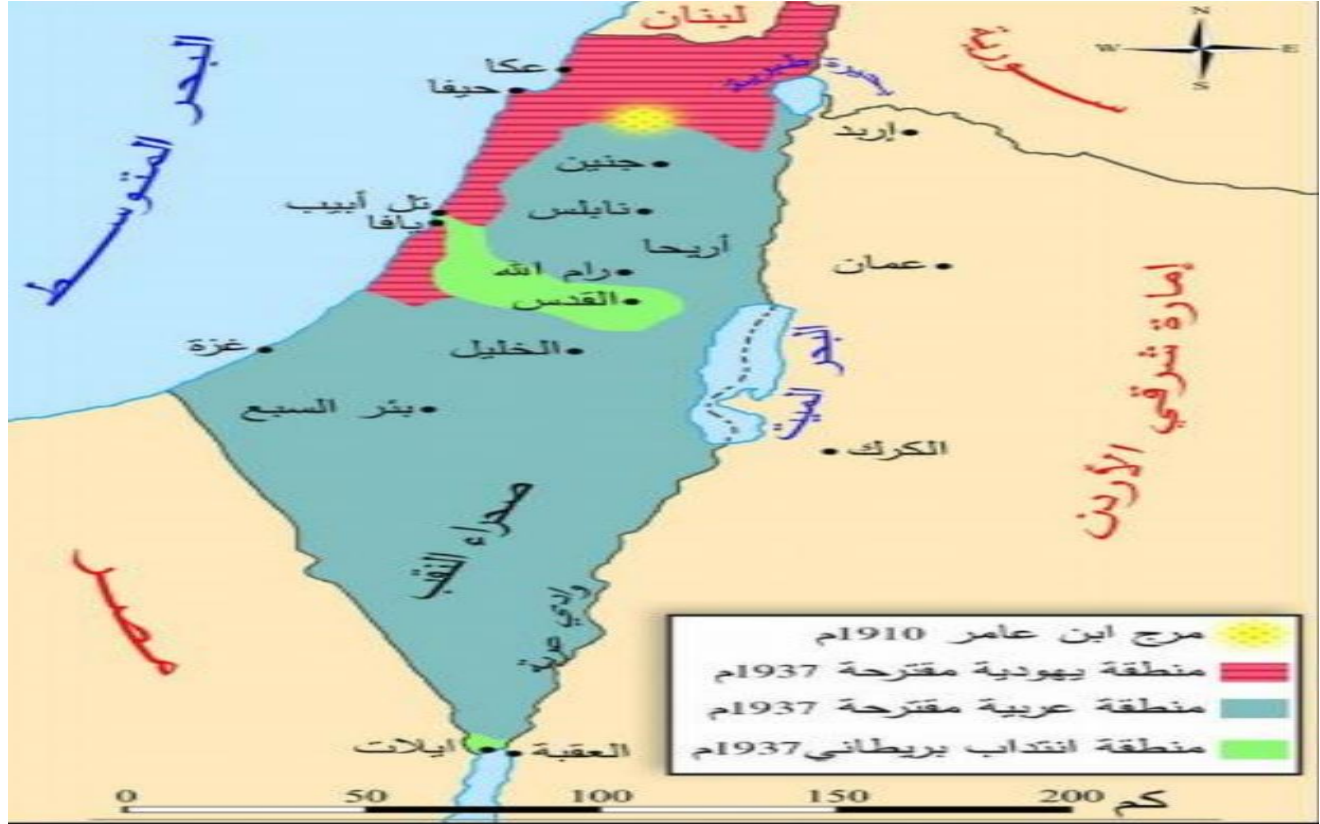 لبنان
N
W
E
S
سورية
البحر المتوسط
عكا
حيفا
بحيرة طبرية
إربد
جنين
تل أبيب
يافا
نابلس
أريحا
عمان
رام الله
القدس
إمارة شرقي الأردن
غزة
الخليل
البحر الميت
بئر السبع
الكرك
صحراء النقب
مصر
وادي عربة
مرج ابن عامر 1910م
منطقة يهودية مقترحة 1937م
منطقة عربية مقترحة 1937م
منطقة انتداب بريطاني1937م
ايلات
العقبة
0 50 100 150 200 كم